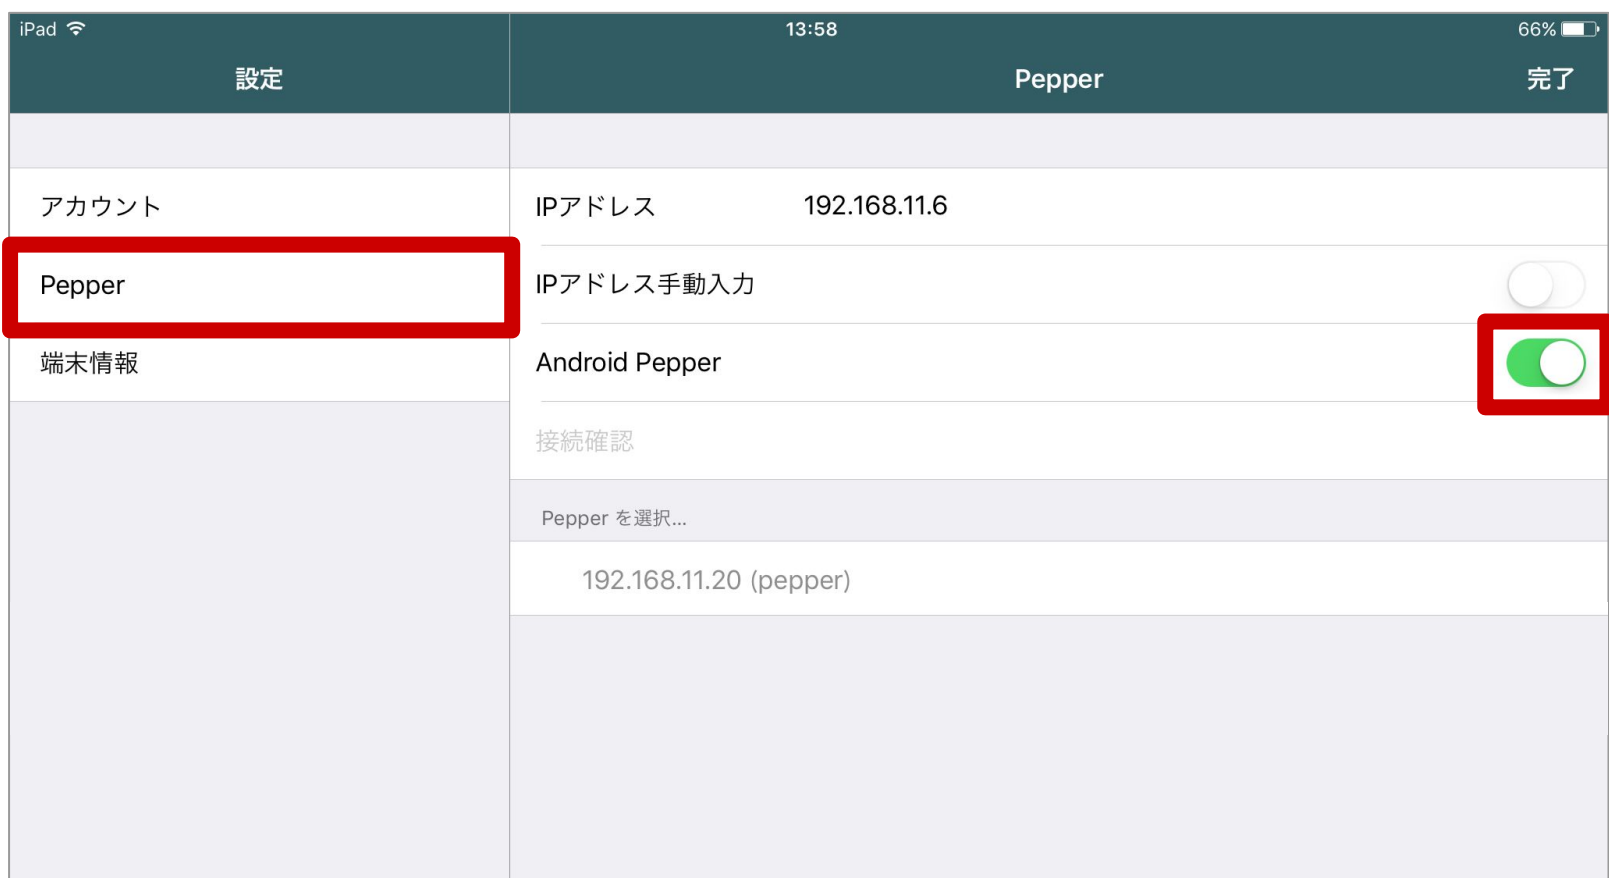 iPad
13:58
66%
設定
Pepper
完了
アカウント
Pepper
端末情報
IPアドレス 192.168.11.6
IPアドレス手動入力
Android Pepper
接続確認
Pepper を選択...
192.168.11.20 (pepper)